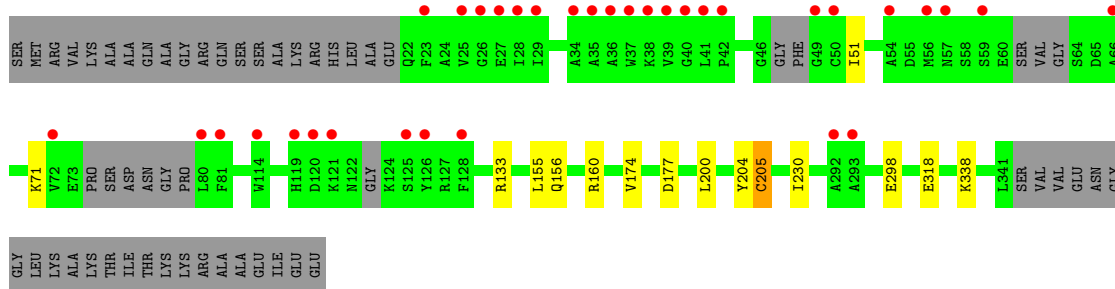 SER MET ARG VAL LYS ALA ALA GLN ALA GLY ARG GLN SER SER ALA LYS ARG HIS LEU ALA GLU Q22 F23 A24 V25 G26 E27 I28 I29 A34 A35 A36 W37 K38 V39 G40 L41 P42 G46 GLY PHE G49 C50 I51 A54 D55 M56 N57 S58 S59 E60 SER VAL GLY S64 D65 A66
K71 V72 E73 PRO SER ASP ASN GLY PRO L80 F81 W114 H119 D120 K121 N122 GLY K124 S125 Y126 R127 F128 R133 L155 Q156 R160 V174 D177 L200 Y204 C205 I230 A292 A293 E298 E318 K338 L341 SER VAL VAL GLU ASN GLY
GLY LEU LYS ALA LYS THR ILE THR LYS LYS ARG ALA ALA GLU ILE GLU GLU